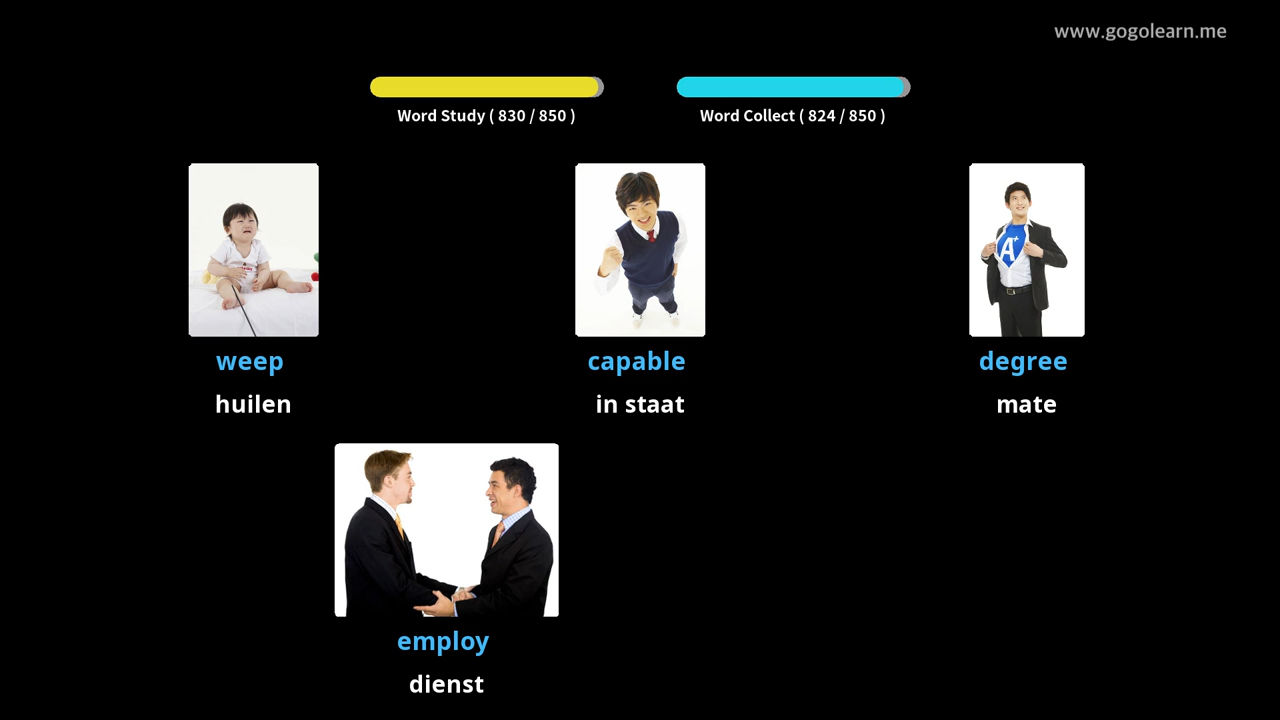 www.gogolearn.me
Word Study ( 830 / 850 )
Word Collect ( 824 / 850 )
A+
weep
huilen
capable
in staat
degree
mate
employ
dienst